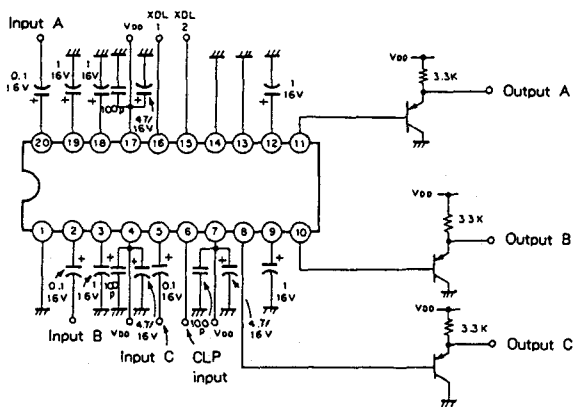 Input A
VDD
XDL
1
XDL
2
0.1
16V
1
16V
1
16V
100p
47/
16V
1
16V
VDD
3.3K
Output A
20
19
18
17
16
15
14
13
12
11
1
2
3
4
5
6
7
8
9
10
VDD
3.3K
Output B
0.1
16V
1
16V
100
p
4.7/
16V
0.1
16V
100
p
VDD
4.7/
16V
1
16V
Input B
VDD
Input C
CLP
input
VDD
3.3K
Output C